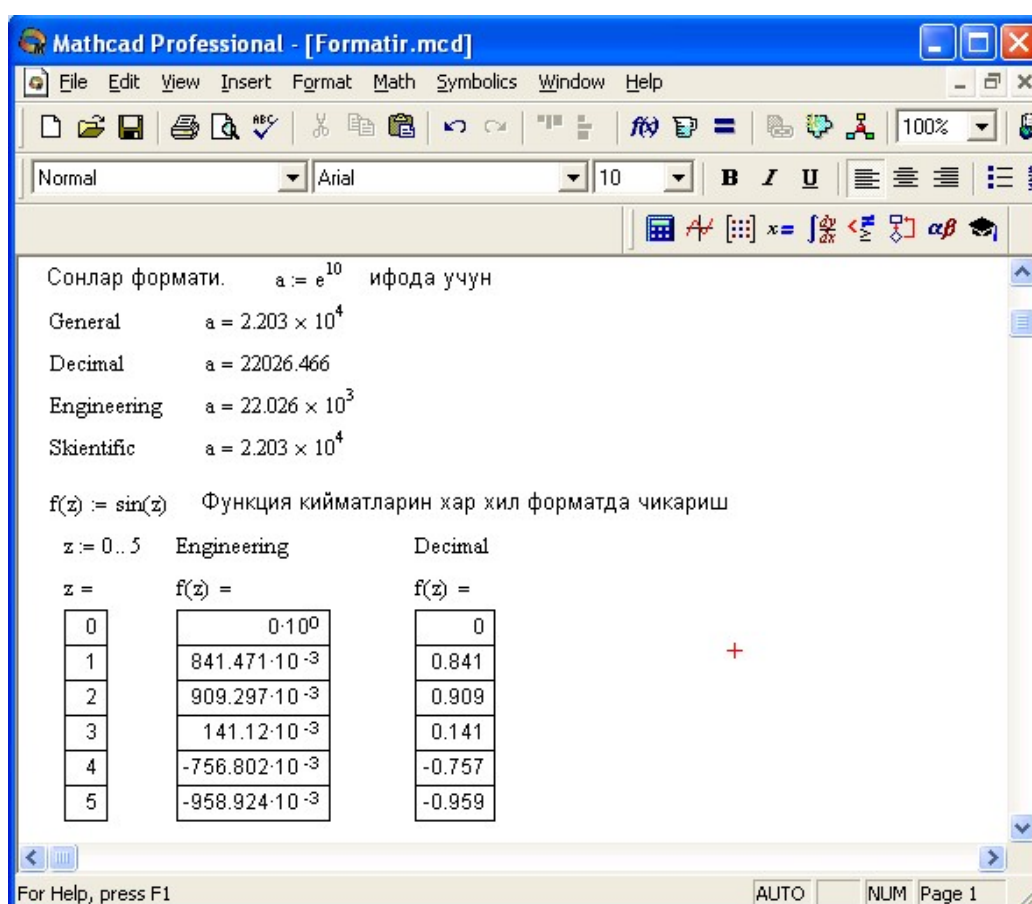 Mathcad Professional - [Formatir.mcd]
File Edit View Insert Format Math Symbolics Window Help
100%
Normal Arial 10 B I U
Сонлар формати. a := e^10 ифода учун
General a = 2.203 × 10^4
Decimal a = 22026.466
Engineering a = 22.026 × 10^3
Skientific a = 2.203 × 10^4
f(z) := sin(z) Функция кийматларин хар хил форматда чикариш
z := 0.. 5 Engineering Decimal
z = f(z) = f(z) =
0 0·10^0 0
1 841.471·10^-3 0.841
2 909.297·10^-3 0.909
3 141.12·10^-3 0.141
4 -756.802·10^-3 -0.757
5 -958.924·10^-3 -0.959
For Help, press F1 AUTO NUM Page 1